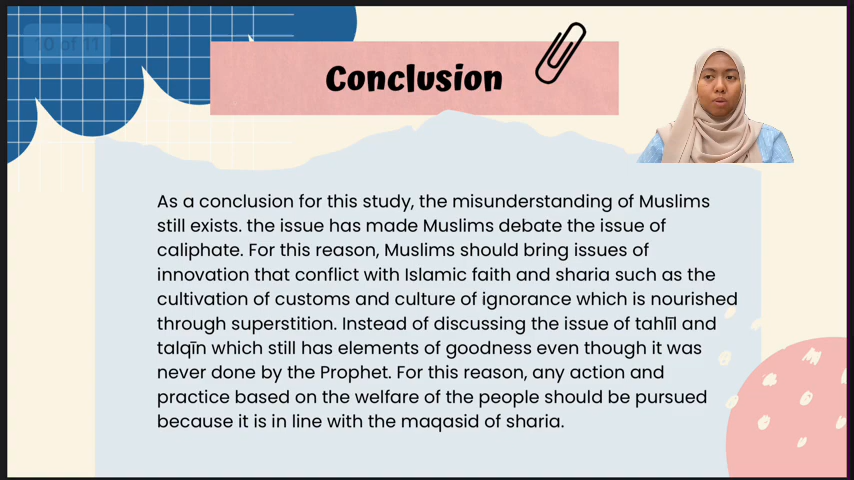 10 of 11
Conclusion
As a conclusion for this study, the misunderstanding of Muslims
still exists. the issue has made Muslims debate the issue of
caliphate. For this reason, Muslims should bring issues of
innovation that conflict with Islamic faith and sharia such as the
cultivation of customs and culture of ignorance which is nourished
through superstition. Instead of discussing the issue of tahlīl and
talqīn which still has elements of goodness even though it was
never done by the Prophet. For this reason, any action and
practice based on the welfare of the people should be pursued
because it is in line with the maqasid of sharia.